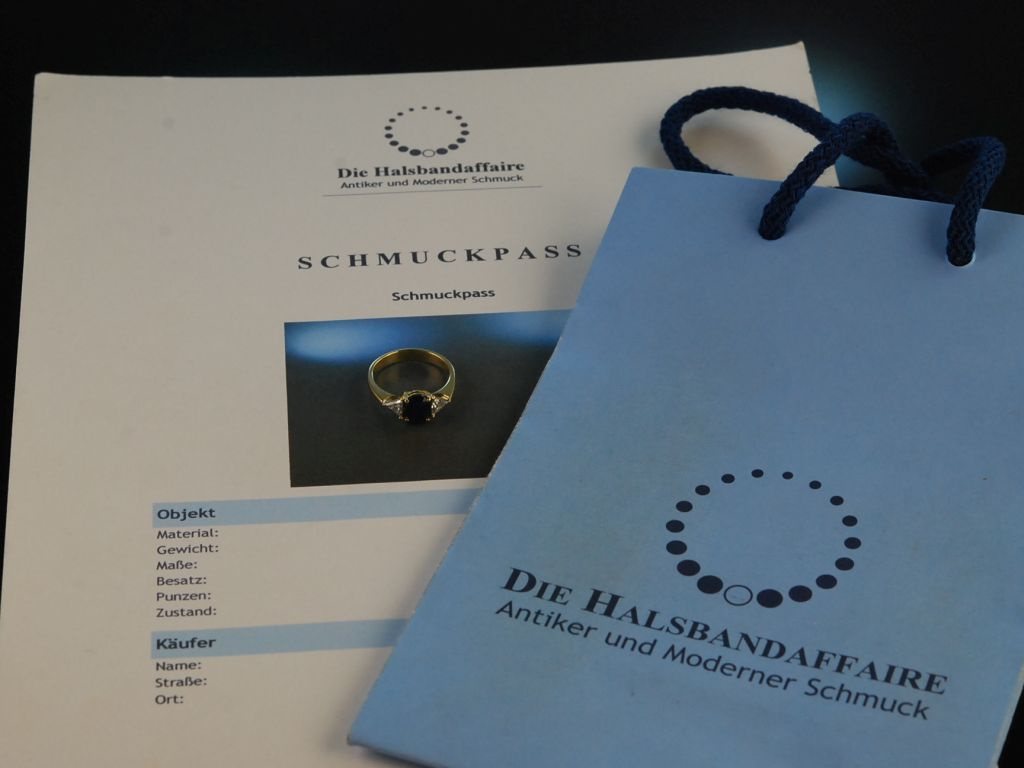 Die Halsbandaffaire
Antiker und Moderner Schmuck
SCHMUCKPASS
Schmuckpass
Objekt
Material:
Gewicht:
Maße:
Besatz:
Punzen:
Zustand:
Käufer
Name:
Straße:
Ort:
DIE HALSBANDAFFAIRE
Antiker und Moderner Schmuck